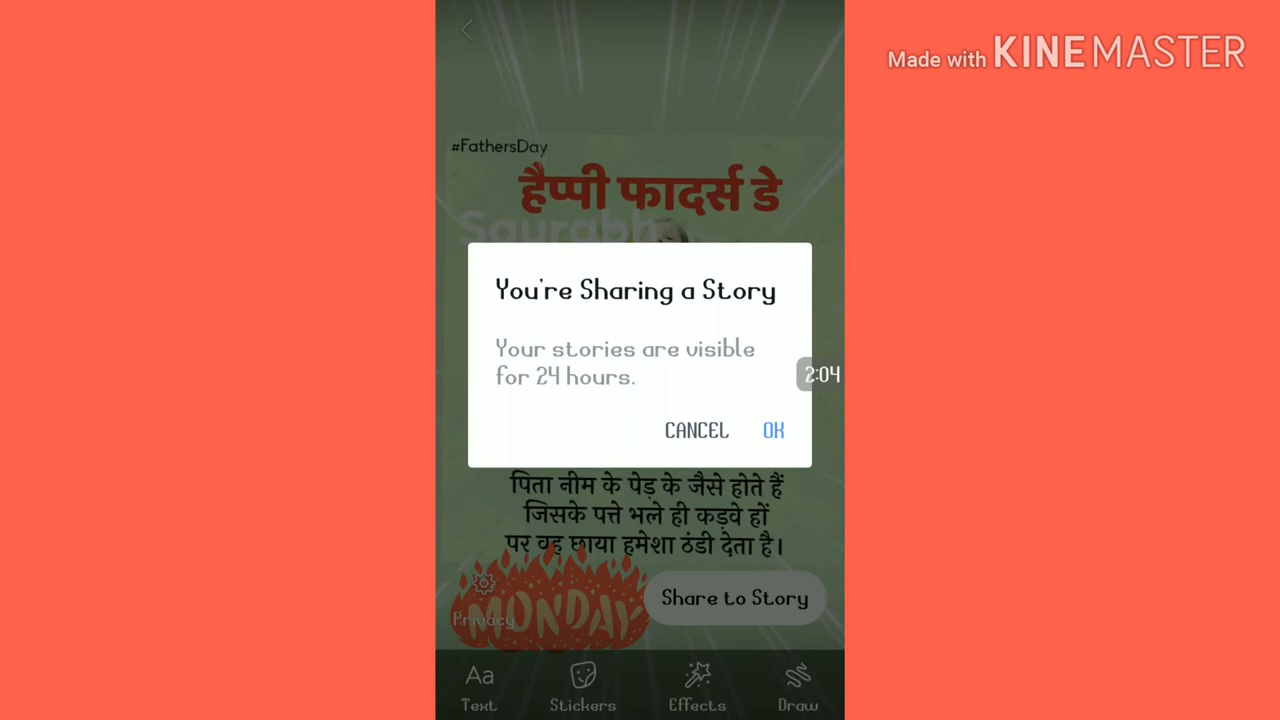 Made with KINEMASTER
#FathersDay
हैप्पी फादर्स डे
Saurabh
You're Sharing a Story
Your stories are visible
for 24 hours.
2:04
CANCEL OK
पिता नीम के पेड़ के जैसे होते हैं
जिसके पत्ते भले ही कड़वे हों
पर वह छाया हमेशा ठंडी देता है।
MONDAY
Privacy
Share to Story
Aa
Text Stickers Effects Draw